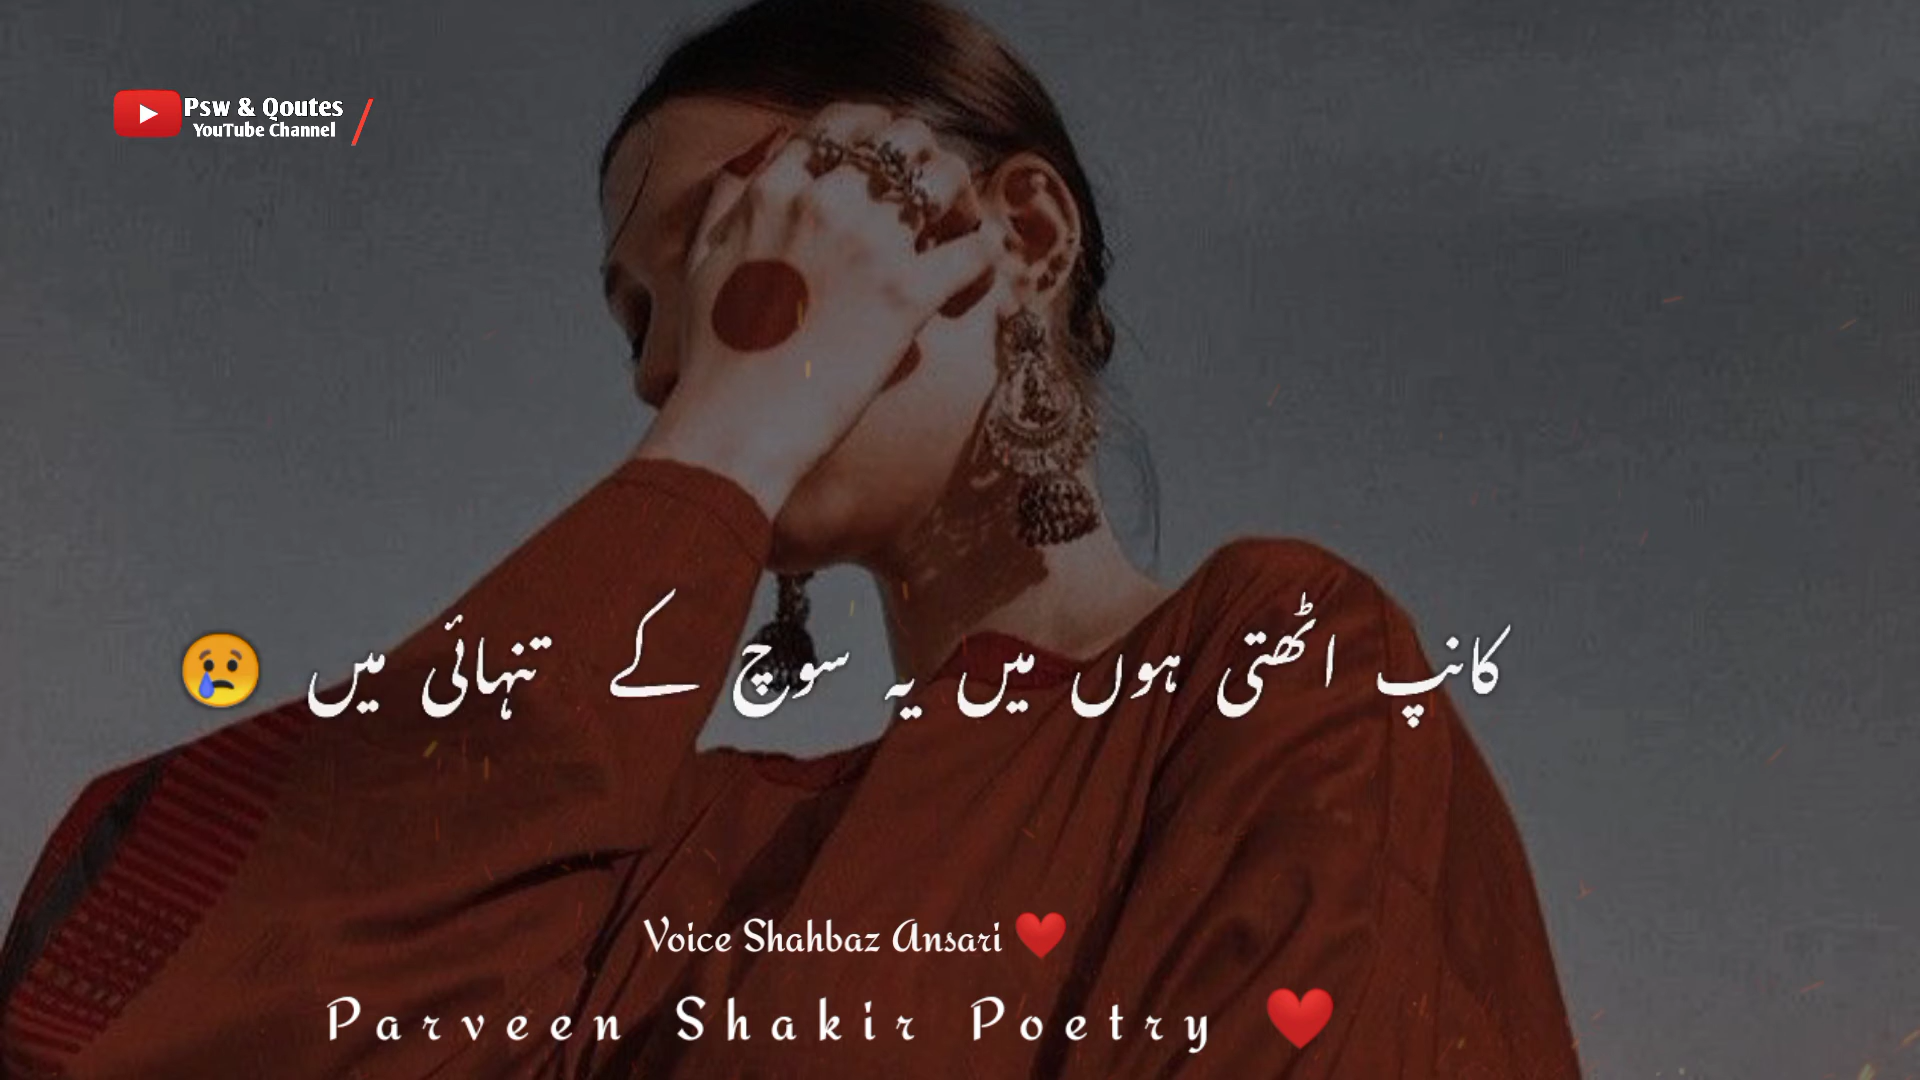 Psw & Qoutes
YouTube Channel
کانپ اٹھتی ہوں میں یہ سوچ کے تنہائی میں 😢
Voice Shahbaz Ansari ❤️
Parveen Shakir Poetry ❤️